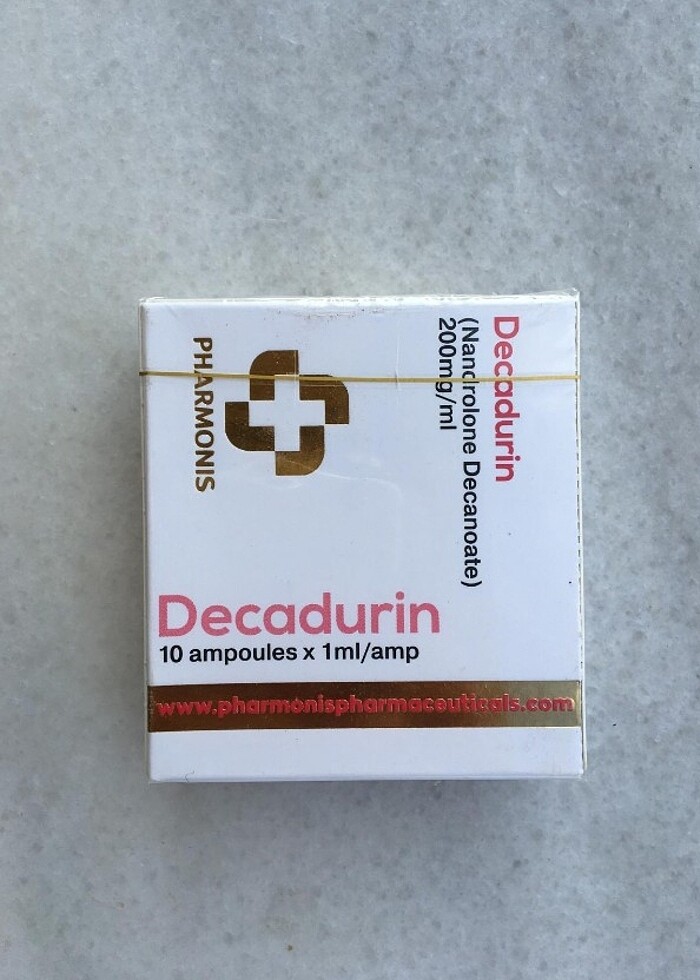 PHARMONIS
Decadurin
(Nandrolone Decanoate)
200mg/ml
Decadurin
10 ampoules x 1ml/amp
www.pharmonispharmaceuticals.com